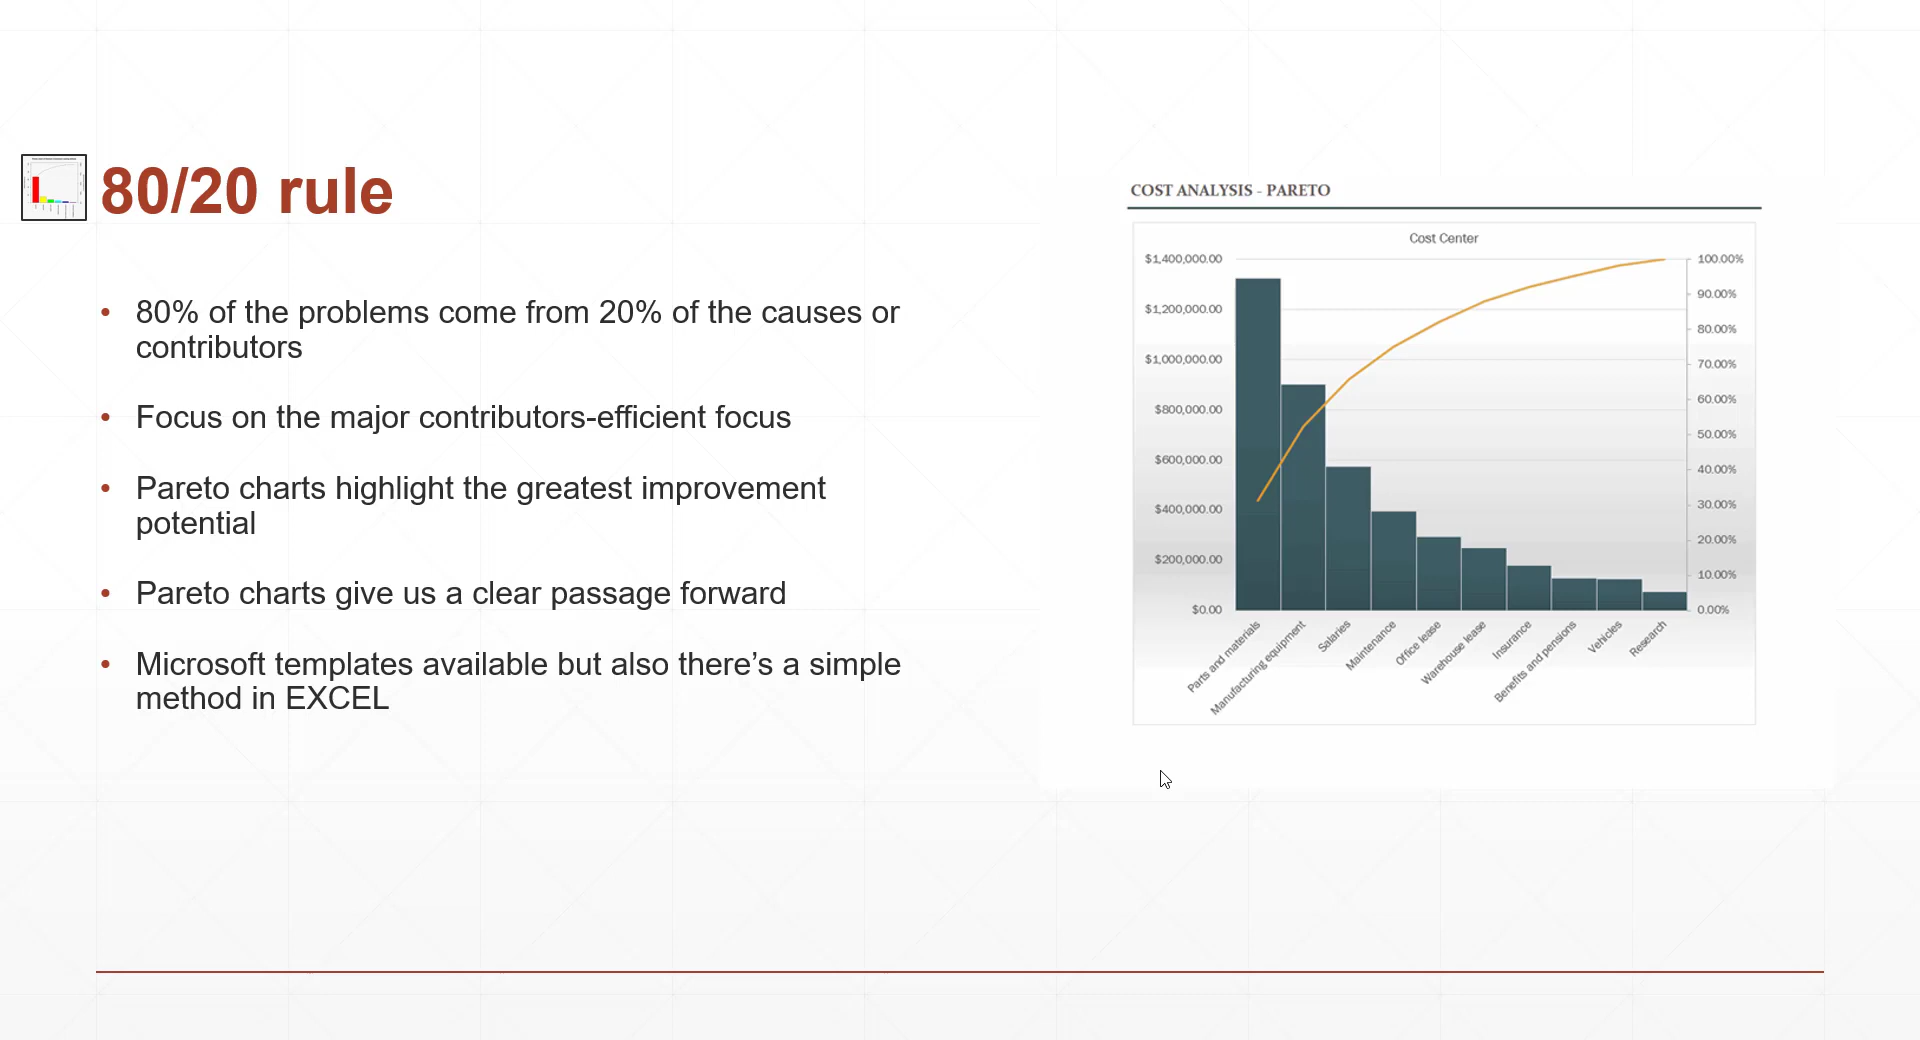 80/20 rule
• 80% of the problems come from 20% of the causes or
contributors
• Focus on the major contributors-efficient focus
• Pareto charts highlight the greatest improvement
potential
• Pareto charts give us a clear passage forward
• Microsoft templates available but also there’s a simple
method in EXCEL
COST ANALYSIS - PARETO
Cost Center
$1,400,000.00
$1,200,000.00
$1,000,000.00
$800,000.00
$600,000.00
$400,000.00
$200,000.00
$0.00
100.00%
90.00%
80.00%
70.00%
60.00%
50.00%
40.00%
30.00%
20.00%
10.00%
0.00%
Parts and materials
Manufacturing equipment
Salaries
Maintenance
Office lease
Warehouse lease
Insurance
Benefits and pensions
Vehicles
Research